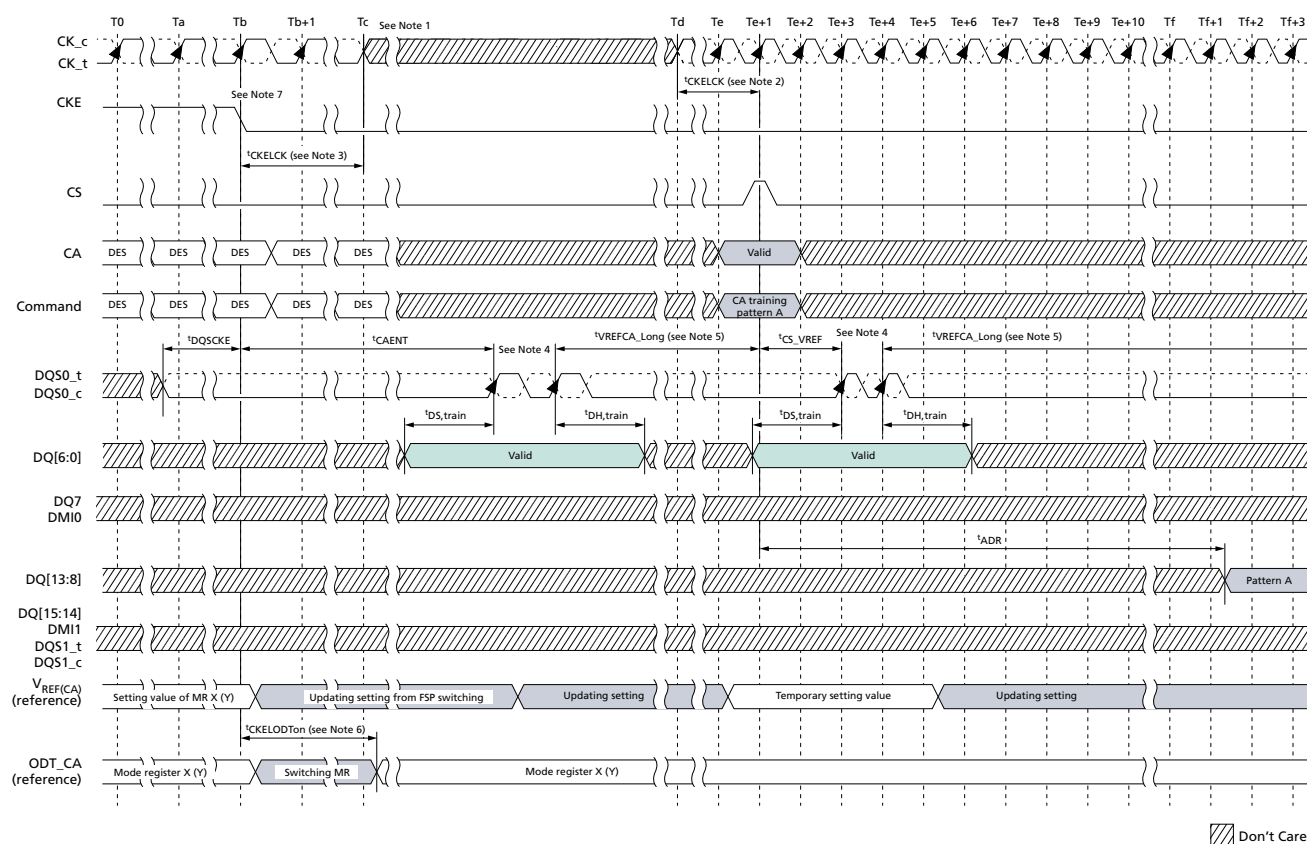 T0 Ta Tb Tb+1 Tc See Note 1 Td Te Te+1 Te+2 Te+3 Te+4 Te+5 Te+6 Te+7 Te+8 Te+9 Te+10 Tf Tf+1 Tf+2 Tf+3
CK_c
CK_t
tCKELCK (see Note 2)
CKE
See Note 7
tCKELCK (see Note 3)
CS
CA DES DES DES DES DES Valid
Command DES DES DES DES DES CA training pattern A
tDQSCKE tCAENT See Note 4 tVREFCA_Long (see Note 5) tCS_VREF See Note 4 tVREFCA_Long (see Note 5)
DQS0_t
DQS0_c
tDS,train tDH,train tDS,train tDH,train
DQ[6:0] Valid Valid
DQ7
DMI0
tADR
DQ[13:8] Pattern A
DQ[15:14]
DMI1
DQS1_t
DQS1_c
VREF(CA)
(reference) Setting value of MR X (Y) Updating setting from FSP switching Updating setting Temporary setting value Updating setting
tCKELODTon (see Note 6)
ODT_CA
(reference) Mode register X (Y) Switching MR Mode register X (Y)
Don't Care